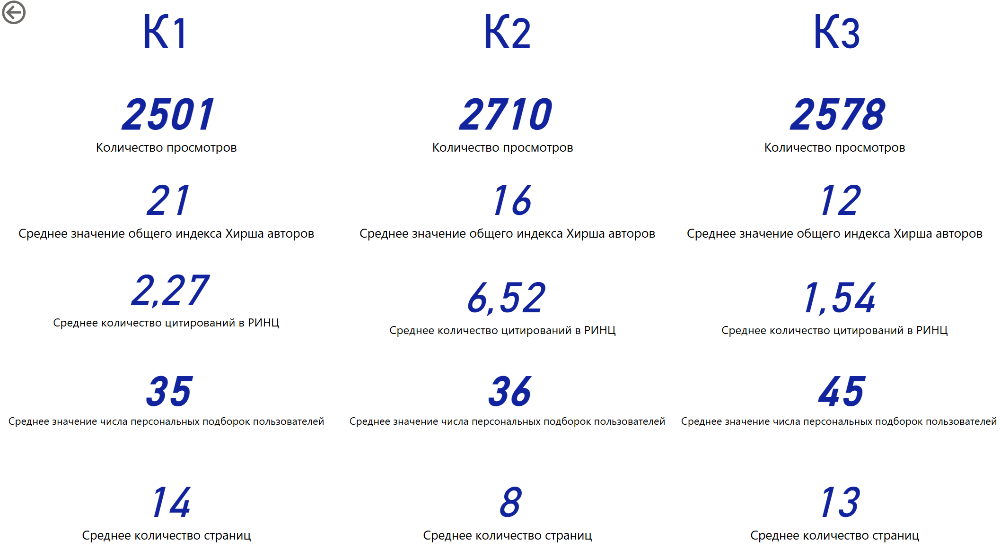 К1
2501
Количество просмотров
21
Среднее значение общего индекса Хирша авторов
2,27
Среднее количество цитирований в РИНЦ
35
Среднее значение числа персональных подборок пользователей
14
Среднее количество страниц
К2
2710
Количество просмотров
16
Среднее значение общего индекса Хирша авторов
6,52
Среднее количество цитирований в РИНЦ
36
Среднее значение числа персональных подборок пользователей
8
Среднее количество страниц
К3
2578
Количество просмотров
12
Среднее значение общего индекса Хирша авторов
1,54
Среднее количество цитирований в РИНЦ
45
Среднее значение числа персональных подборок пользователей
13
Среднее количество страниц